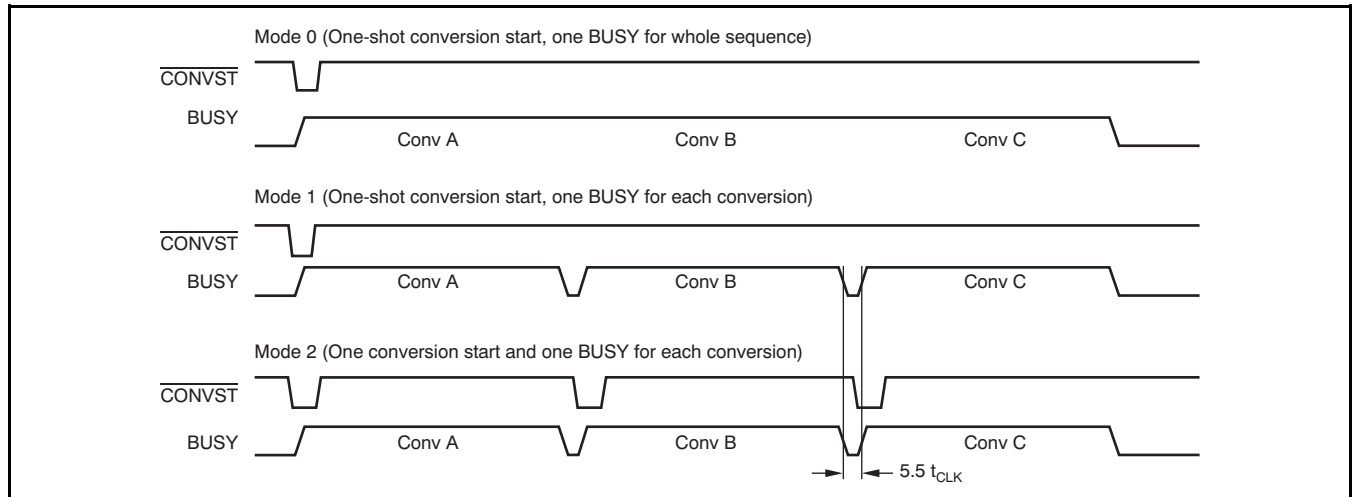 Mode 0 (One-shot conversion start, one BUSY for whole sequence)
CONVST
BUSY
Conv A Conv B Conv C
Mode 1 (One-shot conversion start, one BUSY for each conversion)
CONVST
BUSY
Conv A Conv B Conv C
Mode 2 (One conversion start and one BUSY for each conversion)
CONVST
BUSY
Conv A Conv B Conv C
5.5 tCLK